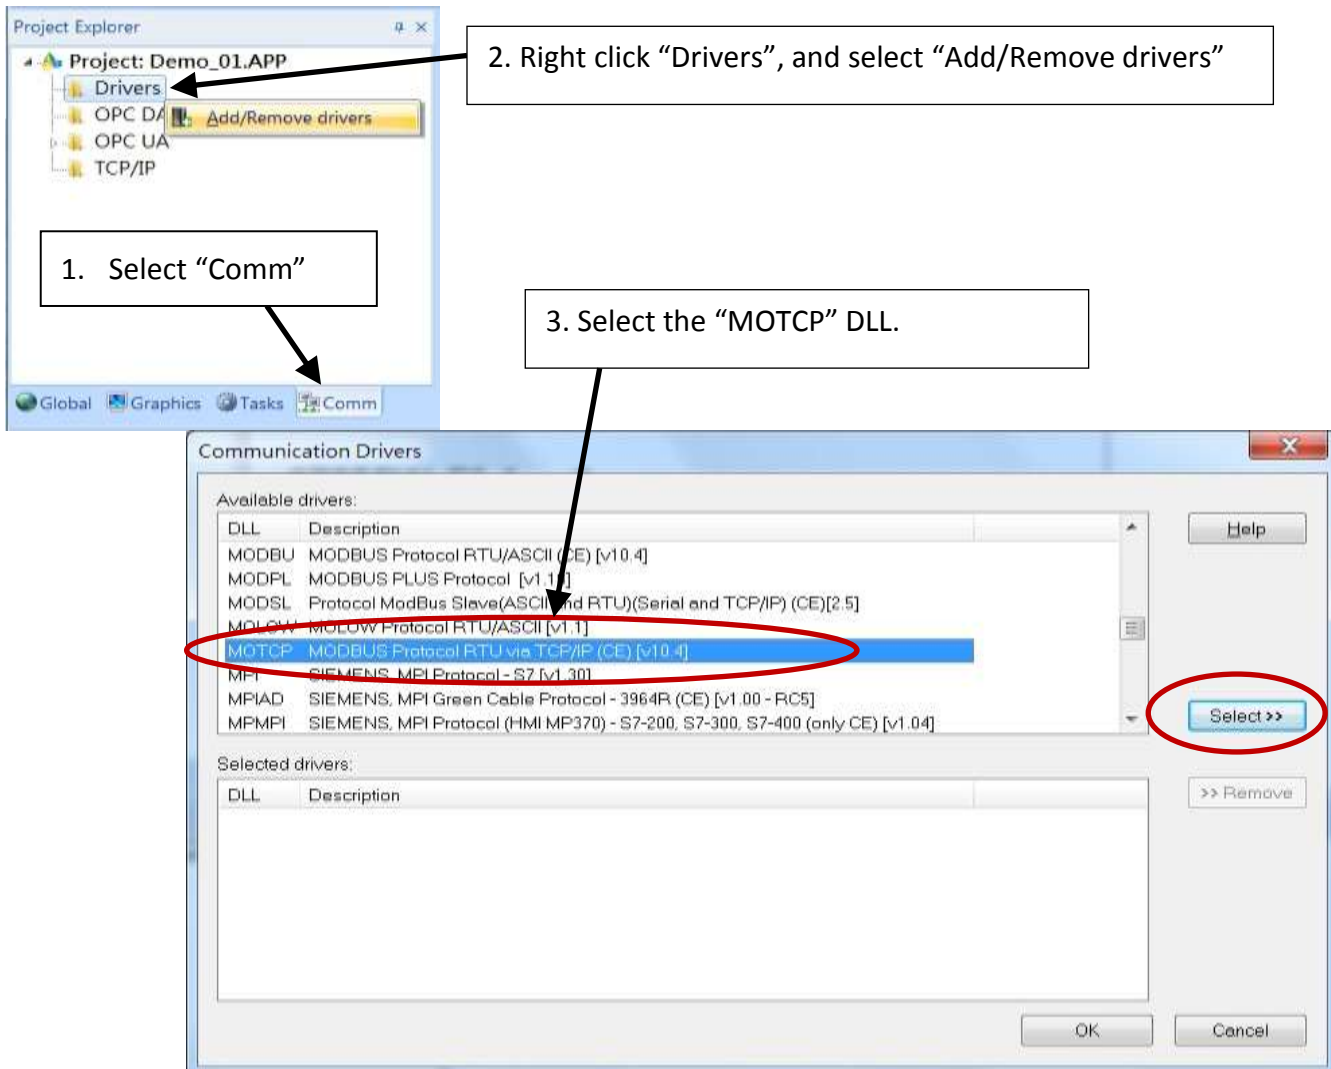 Project Explorer
Project: Demo_01.APP
2. Right click “Drivers”, and select “Add/Remove drivers”
Drivers
OPC DA
Add/Remove drivers
OPC UA
TCP/IP
1. Select “Comm”
3. Select the “MOTCP” DLL.
Global Graphics Tasks Comm
Communication Drivers
Available drivers:
DLL Description
Help
MODBU MODBUS Protocol RTU/ASCII (CE) [v10.4]
MODPL MODBUS PLUS Protocol [v1.10]
MODSL Protocol ModBus Slave(ASCII and RTU)(Serial and TCP/IP) (CE)[2.5]
MOLOW MOLOW Protocol RTU/ASCII [v1.1]
MOTCP MODBUS Protocol RTU via TCP/IP (CE) [v10.4]
MPI SIEMENS, MPI Protocol - S7 [v1.30]
MPIAD SIEMENS, MPI Green Cable Protocol - 3964R (CE) [v1.00 - RC5]
MPMPI SIEMENS, MPI Protocol (HMI MP370) - S7-200, S7-300, S7-400 (only CE) [v1.04]
Select >>
Selected drivers:
DLL Description
>> Remove
OK
Cancel